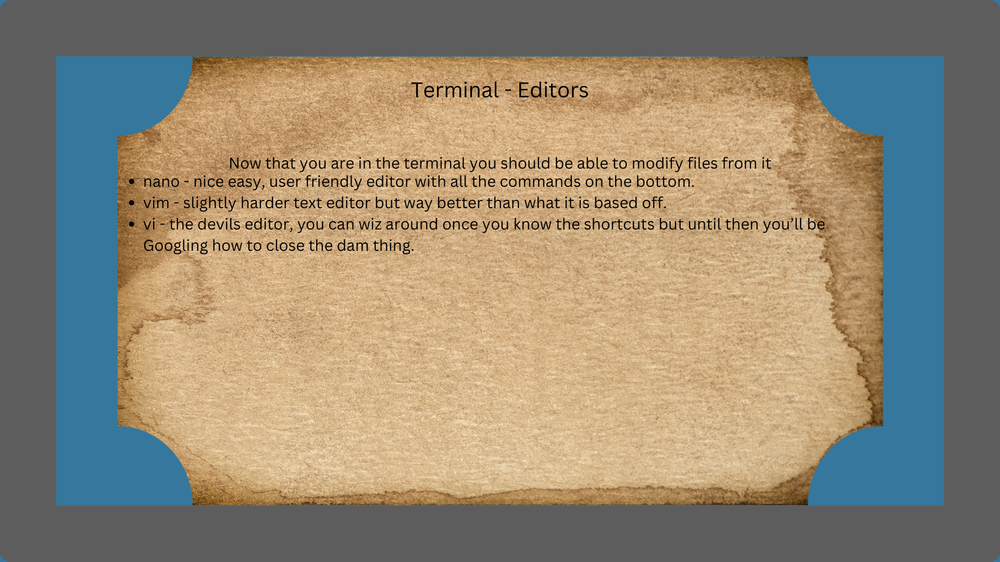 Terminal - Editors
Now that you are in the terminal you should be able to modify files from it
• nano - nice easy, user friendly editor with all the commands on the bottom.
• vim - slightly harder text editor but way better than what it is based off.
• vi - the devils editor, you can wiz around once you know the shortcuts but until then you’ll be
Googling how to close the dam thing.